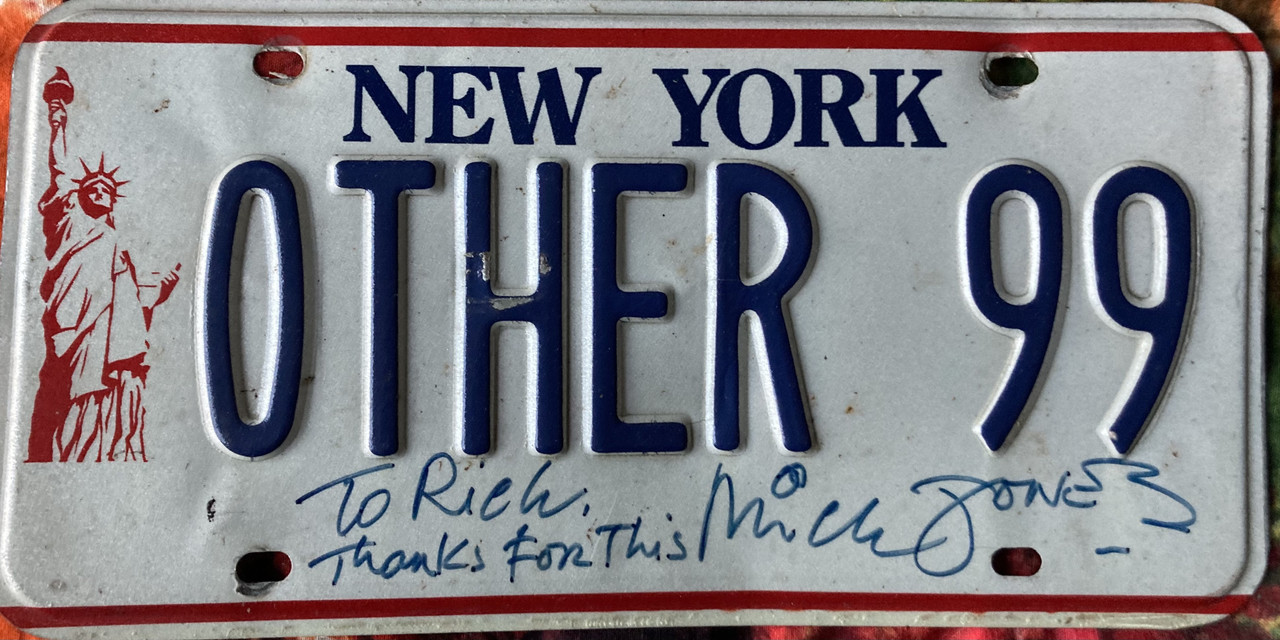 NEW YORK
OTHER 99
To Rich.
Thanks For This Mick Jones